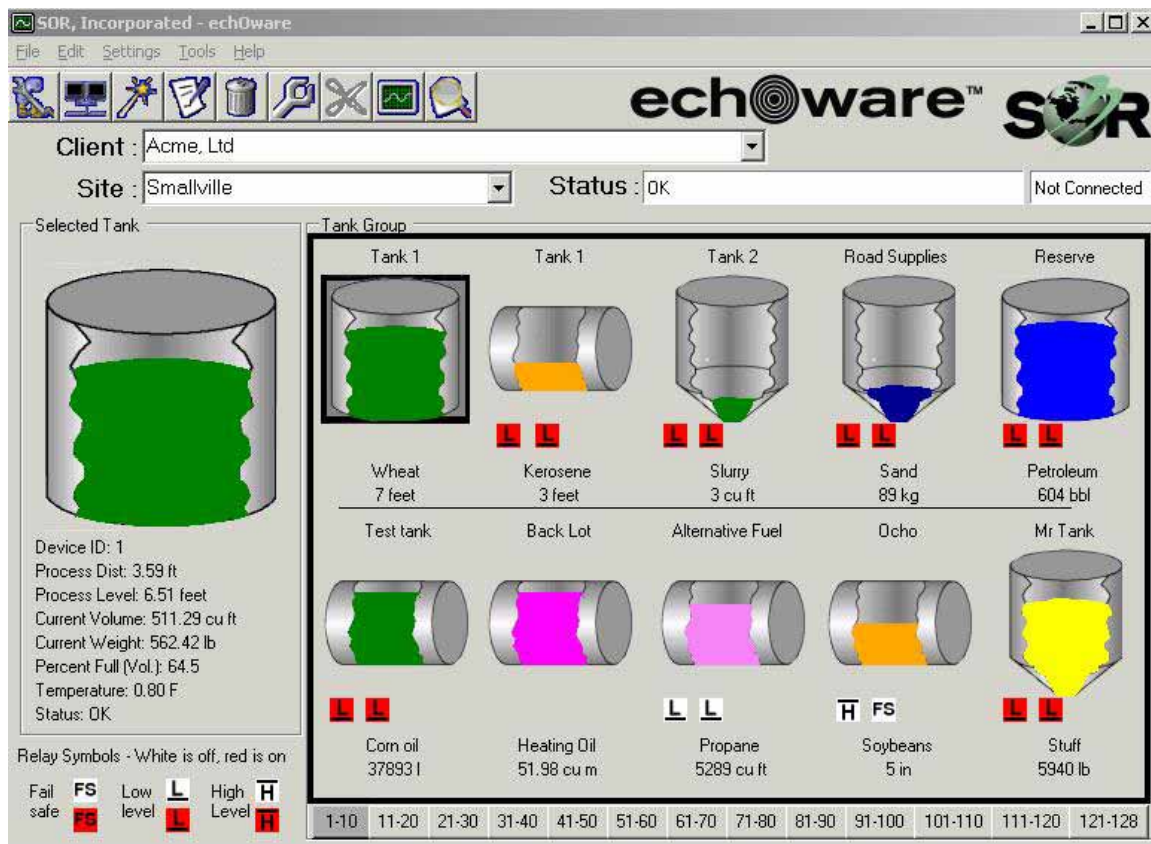 SOR, Incorporated - echOware
File Edit Settings Tools Help
echOware™ SOR
Client : Acme, Ltd
Site : Smallville
Status : OK
Not Connected
Selected Tank
Device ID: 1
Process Dist: 3.59 ft
Process Level: 6.51 feet
Current Volume: 511.29 cu ft
Current Weight: 562.42 lb
Percent Full (Vol.): 64.5
Temperature: 0.80 F
Status: OK
Relay Symbols - White is off, red is on
Fail safe FS FS
Low level L L
High Level H H
Tank Group
Tank 1 Tank 1 Tank 2 Road Supplies Reserve
L L L L L L L L
Wheat Kerosene Slurry Sand Petroleum
7 feet 3 feet 3 cu ft 89 kg 604 bbl
Test tank Back Lot Alternative Fuel Ocho Mr Tank
L L L L H FS L L
Corn oil Heating Oil Propane Soybeans Stuff
37893 l 51.98 cu m 5289 cu ft 5 in 5940 lb
1-10 11-20 21-30 31-40 41-50 51-60 61-70 71-80 81-90 91-100 101-110 111-120 121-128